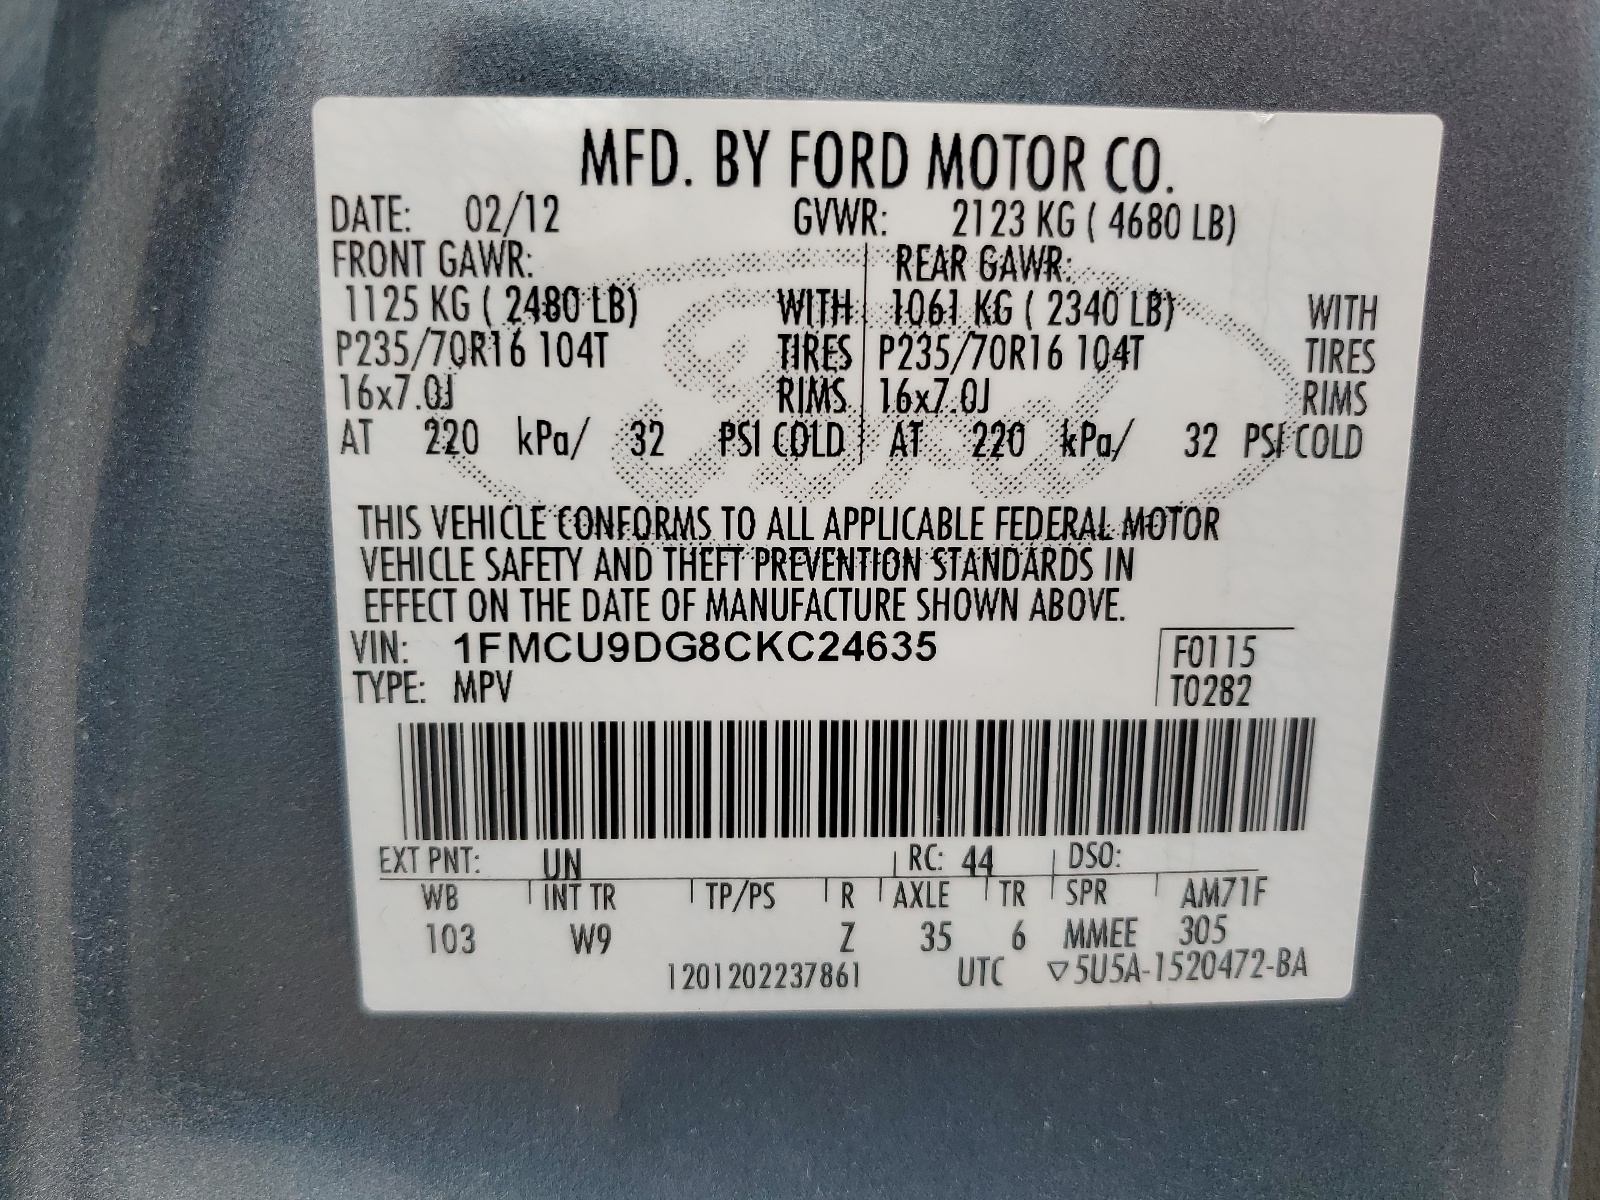 MFD. BY FORD MOTOR CO.
DATE: 02/12 GVWR: 2123 KG ( 4680 LB)
FRONT GAWR: REAR GAWR:
1125 KG ( 2480 LB) WITH 1061 KG ( 2340 LB) WITH
P235/70R16 104T TIRES P235/70R16 104T TIRES
16x7.0J RIMS 16x7.0J RIMS
AT 220 kPa/ 32 PSI COLD AT 220 kPa/ 32 PSI COLD
Ford
THIS VEHICLE CONFORMS TO ALL APPLICABLE FEDERAL MOTOR
VEHICLE SAFETY AND THEFT PREVENTION STANDARDS IN
EFFECT ON THE DATE OF MANUFACTURE SHOWN ABOVE.
VIN: 1FMCU9DG8CKC24635 F0115
TYPE: MPV T0282
EXT PNT: UN RC: 44 DSO:
WB INT TR TP/PS R AXLE TR SPR AM71F
103 W9 Z 35 6 MMEE 305
1201202237861 UTC ▽5U5A-1520472-BA